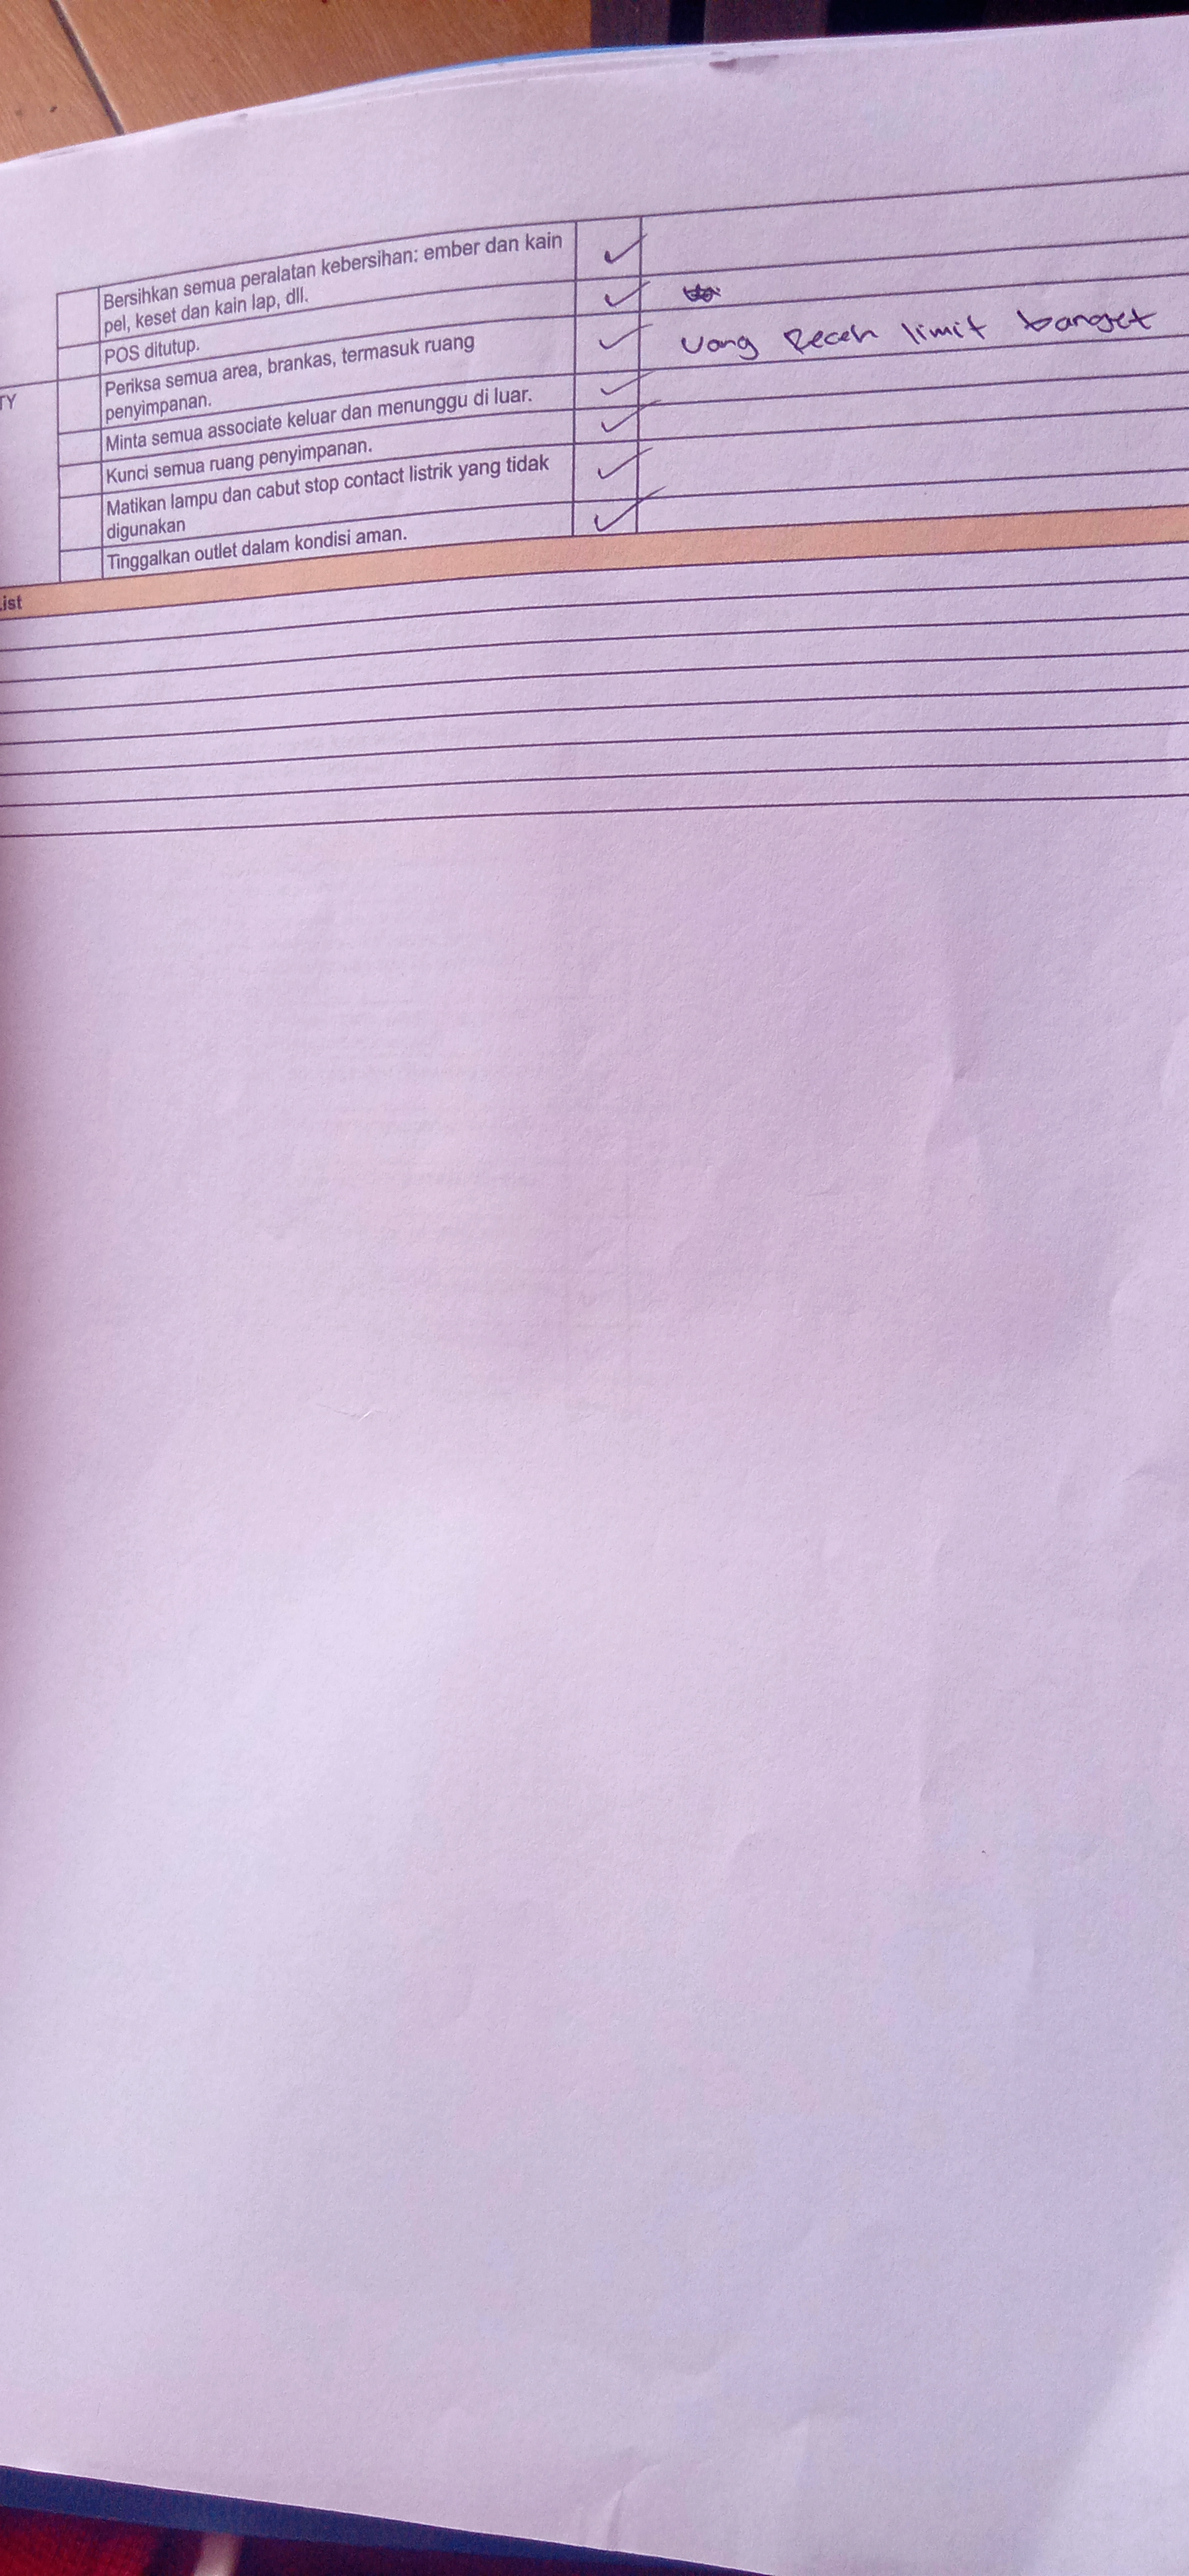 Bersihkan semua peralatan kebersihan: ember dan kain
pel, keset dan kain lap, dll.
POS ditutup.
TY
Periksa semua area, brankas, termasuk ruang
penyimpanan.
uang Receh limit banget
Minta semua associate keluar dan menunggu di luar.
Kunci semua ruang penyimpanan.
Matikan lampu dan cabut stop contact listrik yang tidak
digunakan
Tinggalkan outlet dalam kondisi aman.
List